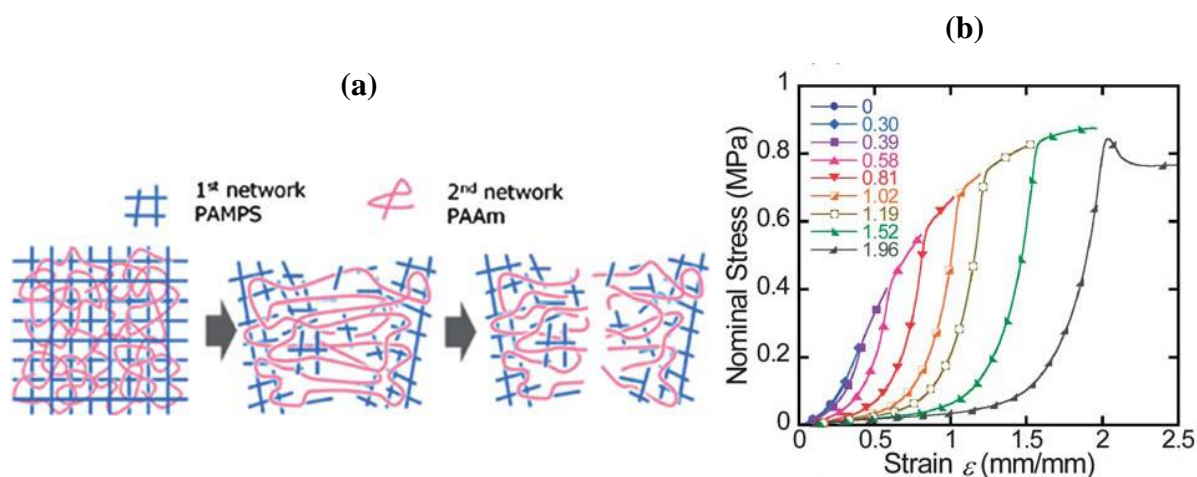 (a)
1st network
PAMPS
2nd network
PAAm
(b)
Nominal Stress (MPa)
1
0.8
0.6
0.4
0.2
0
0
0.30
0.39
0.58
0.81
1.02
1.19
1.52
1.96
0 0.5 1 1.5 2 2.5
Strain ε (mm/mm)